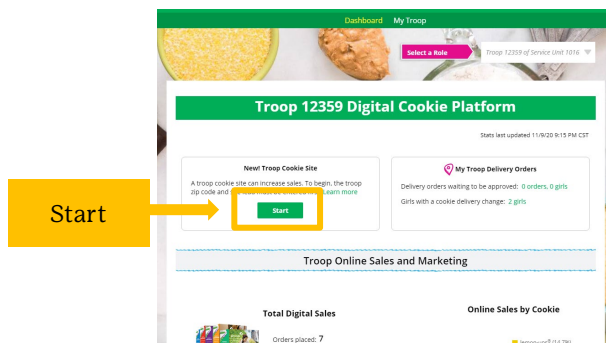 Dashboard My Troop
Select a Role
Troop 12359 of Service Unit 1016
Troop 12359 Digital Cookie Platform
Stats last updated 11/9/20 9:15 PM CST
New! Troop Cookie Site
A troop cookie site can increase sales. To begin, the troop
zip code and must be entered Learn more
Start
My Troop Delivery Orders
Delivery orders waiting to be approved: 0 orders, 0 girls
Girls with a cookie delivery change: 2 girls
Start
Troop Online Sales and Marketing
Total Digital Sales
Orders placed: 7
Online Sales by Cookie